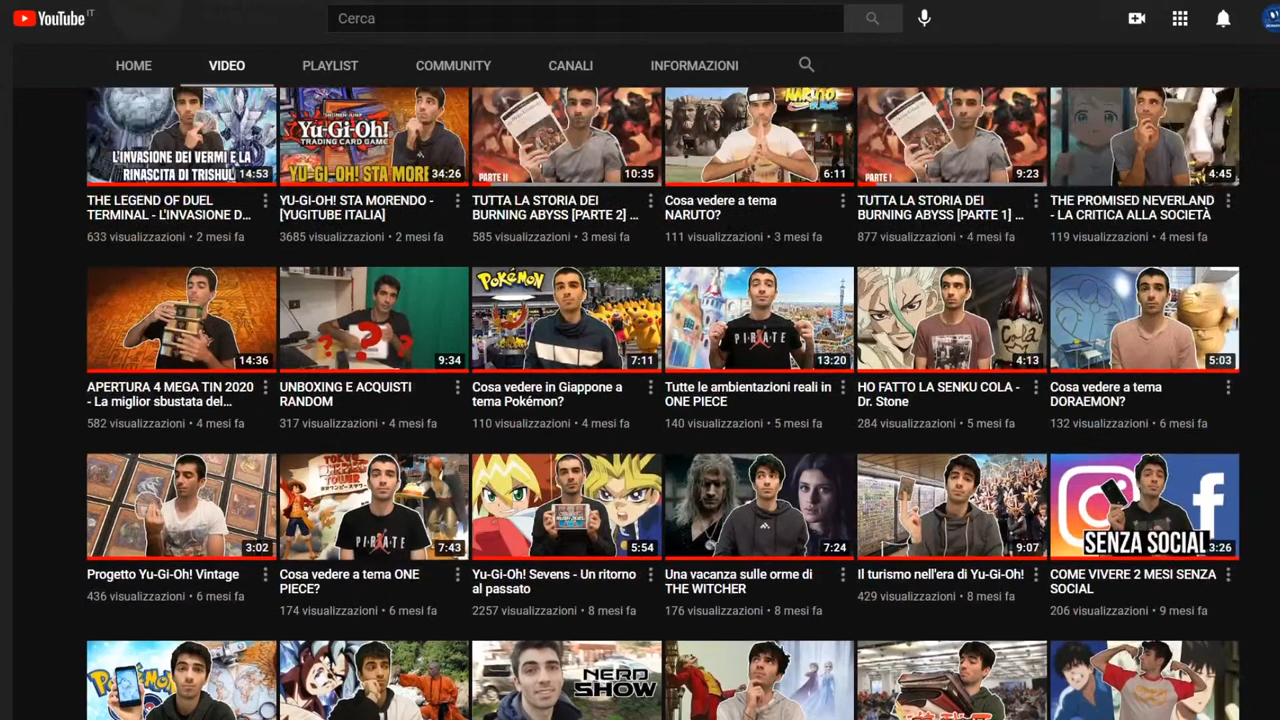 YouTube IT
Cerca
HOME VIDEO PLAYLIST COMMUNITY CANALI INFORMAZIONI
L'INVASIONE DEI VERMI E LA
RINASCITA DI TRISHUL
14:53
THE LEGEND OF DUEL
TERMINAL - L'INVASIONE D...
633 visualizzazioni • 2 mesi fa
Yu-Gi-Oh!
TRADING CARD GAME
YU-GI-OH! STA MORE
34:26
YU-GI-OH! STA MORENDO -
[YUGITUBE ITALIA]
3685 visualizzazioni • 2 mesi fa
PARTE II
10:35
TUTTA LA STORIA DEI
BURNING ABYSS [PARTE 2] ...
585 visualizzazioni • 3 mesi fa
NARUTO
6:11
Cosa vedere a tema
NARUTO?
111 visualizzazioni • 3 mesi fa
PARTE I
9:23
TUTTA LA STORIA DEI
BURNING ABYSS [PARTE 1] ...
877 visualizzazioni • 4 mesi fa
4:45
THE PROMISED NEVERLAND
- LA CRITICA ALLA SOCIETÀ
119 visualizzazioni • 4 mesi fa
14:36
APERTURA 4 MEGA TIN 2020
- La miglior sbustata del...
582 visualizzazioni • 4 mesi fa
? ? ?
9:34
UNBOXING E ACQUISTI
RANDOM
317 visualizzazioni • 4 mesi fa
POKéMON
7:11
Cosa vedere in Giappone a
tema Pokémon?
110 visualizzazioni • 4 mesi fa
PIRATE
13:20
Tutte le ambientazioni reali in
ONE PIECE
140 visualizzazioni • 5 mesi fa
Cola
4:13
HO FATTO LA SENKU COLA -
Dr. Stone
284 visualizzazioni • 5 mesi fa
5:03
Cosa vedere a tema
DORAEMON?
132 visualizzazioni • 6 mesi fa
3:02
Progetto Yu-Gi-Oh! Vintage
436 visualizzazioni • 6 mesi fa
TOKYO
TOWER
PIRATE
7:43
Cosa vedere a tema ONE
PIECE?
174 visualizzazioni • 6 mesi fa
5:54
Yu-Gi-Oh! Sevens - Un ritorno
al passato
2257 visualizzazioni • 8 mesi fa
7:24
Una vacanza sulle orme di
THE WITCHER
176 visualizzazioni • 8 mesi fa
9:07
Il turismo nell'era di Yu-Gi-Oh!
429 visualizzazioni • 8 mesi fa
SENZA SOCIAL
3:26
COME VIVERE 2 MESI SENZA
SOCIAL
206 visualizzazioni • 9 mesi fa
POKéMON
NERD
SHOW